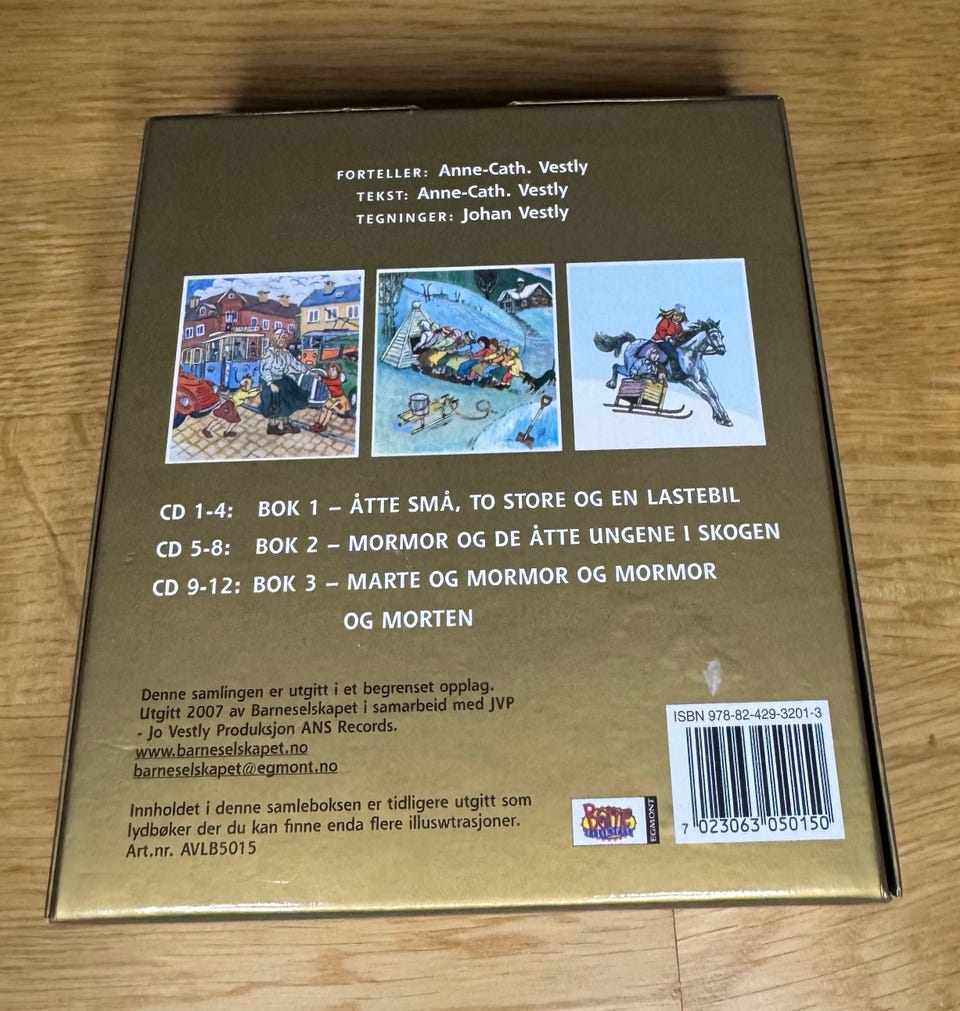 FORTELLER: Anne-Cath. Vestly
TEKST: Anne-Cath. Vestly
TEGNINGER: Johan Vestly
CD 1-4: BOK 1 – ÅTTE SMÅ, TO STORE OG EN LASTEBIL
CD 5-8: BOK 2 – MORMOR OG DE ÅTTE UNGENE I SKOGEN
CD 9-12: BOK 3 – MARTE OG MORMOR OG MORMOR
OG MORTEN
Denne samlingen er utgitt i et begrenset opplag.
Utgitt 2007 av Barneselskapet i samarbeid med JVP
- Jo Vestly Produksjon ANS Records.
www.barneselskapet.no
barneselskapet@egmont.no
Innholdet i denne samleboksen er tidligere utgitt som
lydbøker der du kan finne enda flere illuswtrasjoner.
Art.nr. AVLB5015
ISBN 978-82-429-3201-3
7 023063 050150
Barne
EGMONT